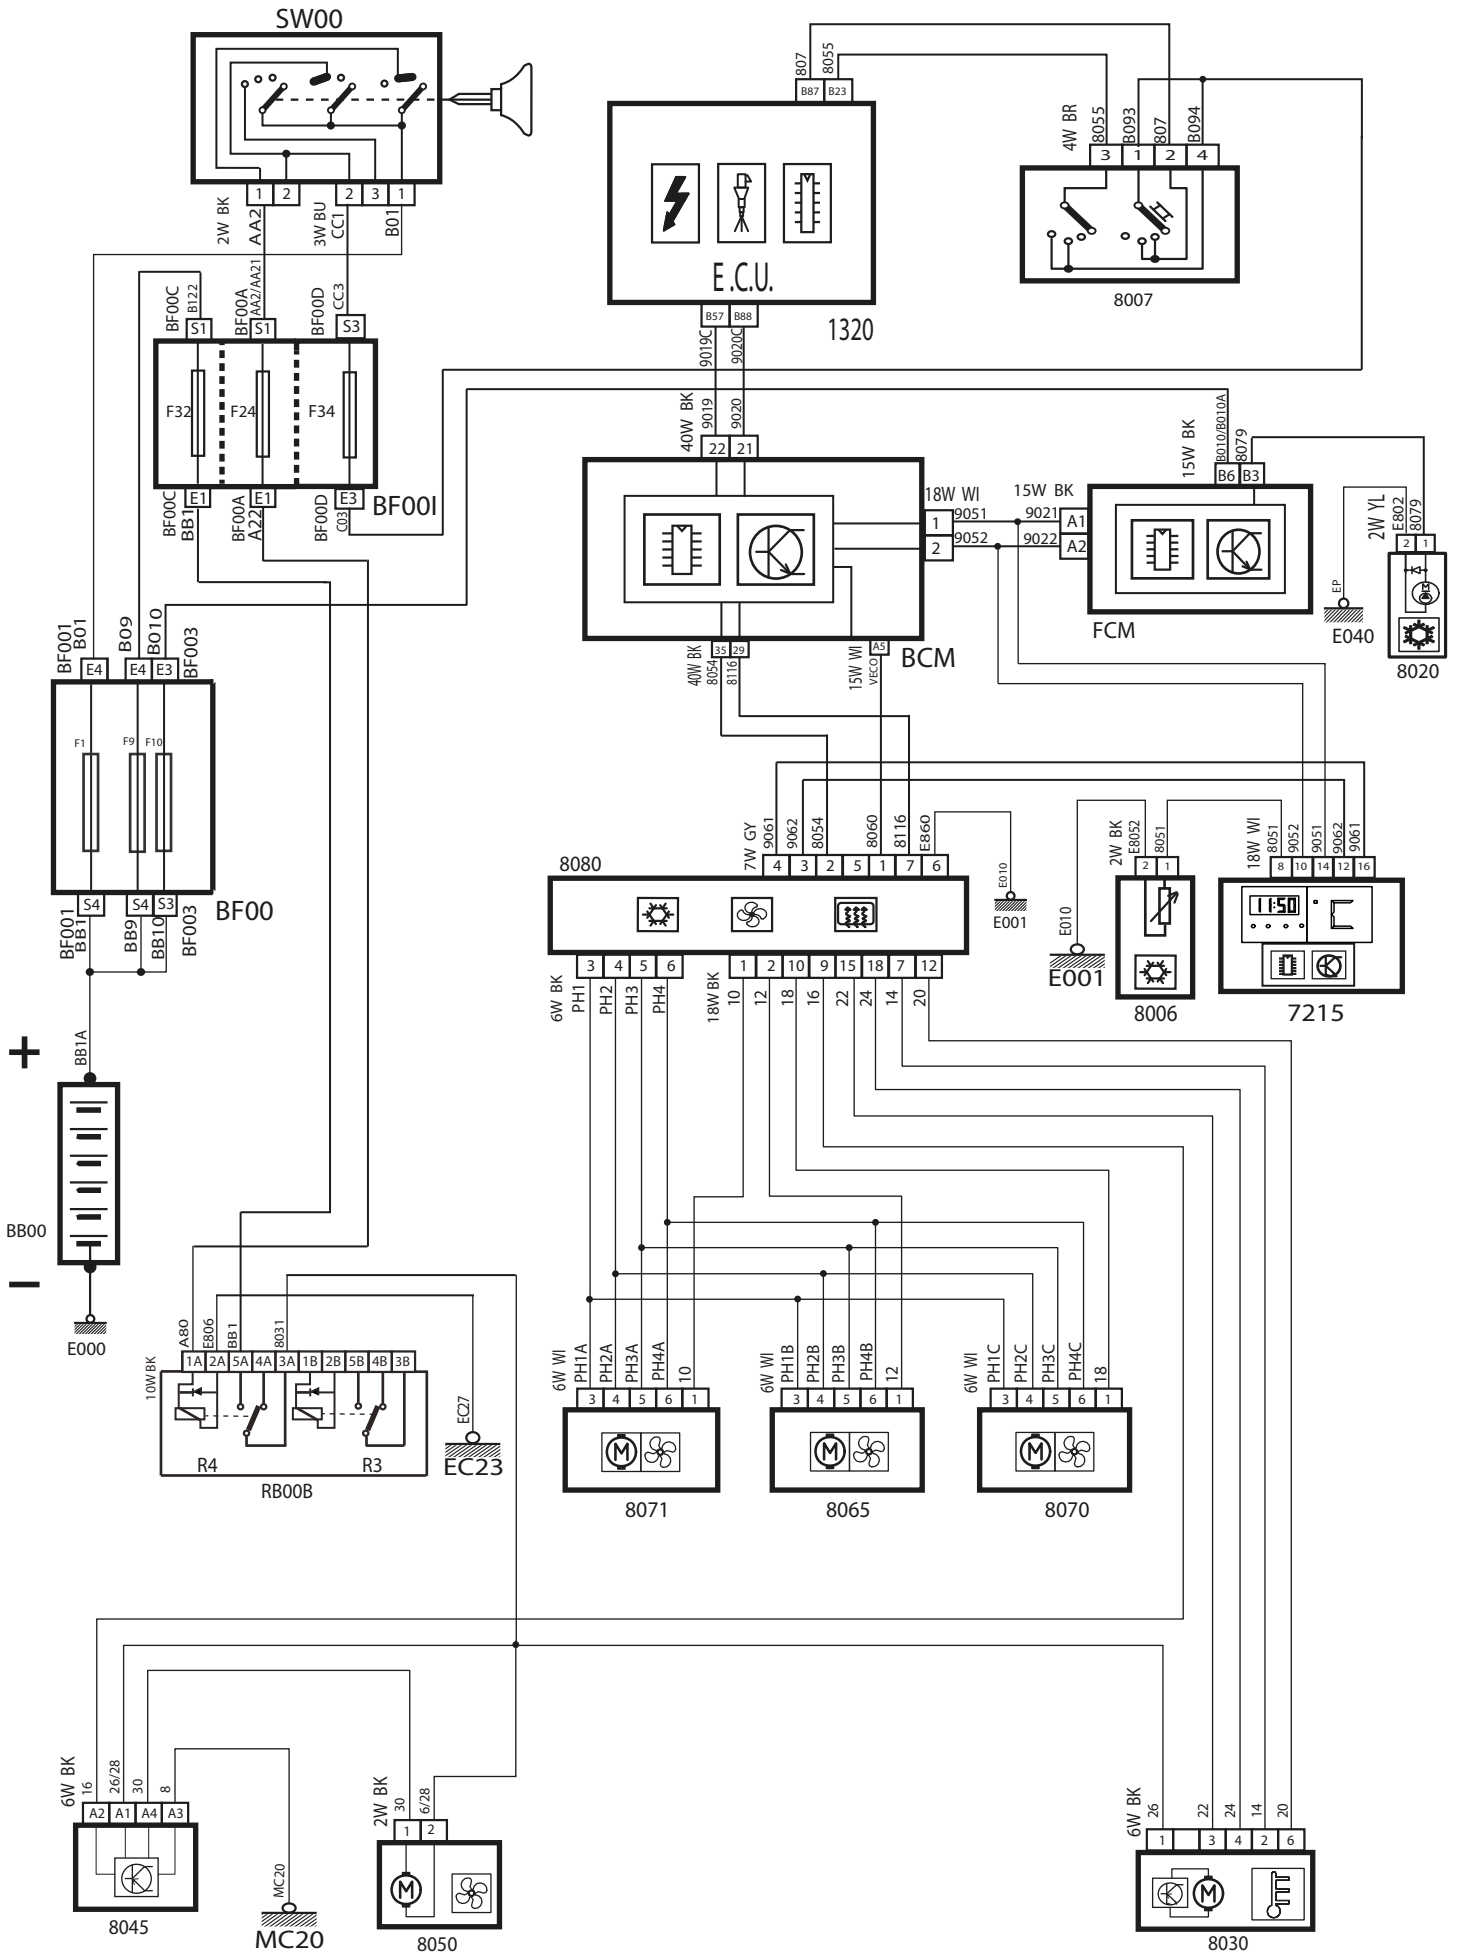 SW00
1 2 2 3 1
2W BK
AA2
3W BU
CC1
B01
BF00C
B122
BF00A
AA2/AA21
BF00D
CC3
S1 S1 S3
F32 F24 F34
E1 E1 E3
BF00I
BF00C
BB1
BF00A
A22
BF00D
C03
807
8055
B87 B23
E.C.U.
B57 B88
1320
9019C
9020C
4W BR
8055
B093
807
B094
3 1 2 4
8007
40W BK
9019
9020
22 21
18W WI
1 9051
2 9052
15W BK
9021 A1
9022 A2
15W BK
B010/B010A
8079
B6 B3
FCM
2W YL
E802
8079
2 1
EP
E040
8020
35 29
A5
BCM
40W BK
8054
8116
15W WI
VECO
BF001
B01
B09
B010
BF003
E4 E4 E3
F1 F9 F10
S4 S4 S3
BF00
BF001
BB1
BB9
BB10
BF003
BB1A
+
BB00
–
E000
8080
7W GY
9061
9062
8054
8060
8116
E860
4 3 2 5 1 7 6
E010
E001
3 4 5 6
1 2 10 9 15 18 7 12
6W BK
PH1
PH2
PH3
PH4
18W BK
10
12
18
16
22
24
14
20
E010
E001
2W BK
E8052
8051
2 1
8006
18W WI
8051
9052
9051
9062
9061
8 10 14 12 16
11:50
7215
10W BK
A80
E806
BB1
8031
1A 2A 5A 4A 3A 1B 2B 5B 4B 3B
R4 R3
RB00B
EC27
EC23
6W WI
PH1A
PH2A
PH3A
PH4A
10
3 4 5 6 1
M
8071
6W WI
PH1B
PH2B
PH3B
PH4B
12
3 4 5 6 1
M
8065
6W WI
PH1C
PH2C
PH3C
PH4C
18
3 4 5 6 1
M
8070
6W BK
16
26/28
30
8
A2 A1 A4 A3
8045
MC20
MC20
2W BK
30
6/28
1 2
M
8050
6W BK
26
22
24
14
20
1 3 4 2 6
M
8030